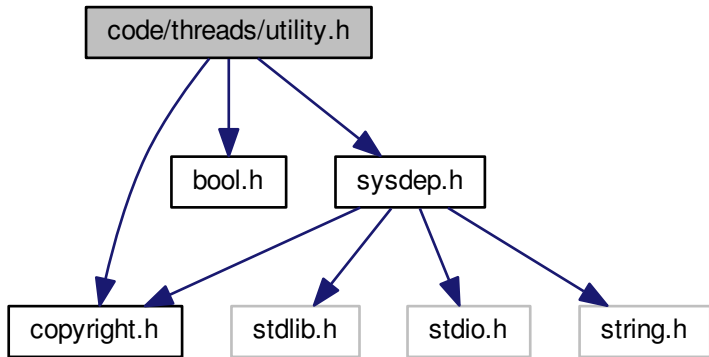 code/threads/utility.h
bool.h
sysdep.h
copyright.h
stdlib.h
stdio.h
string.h